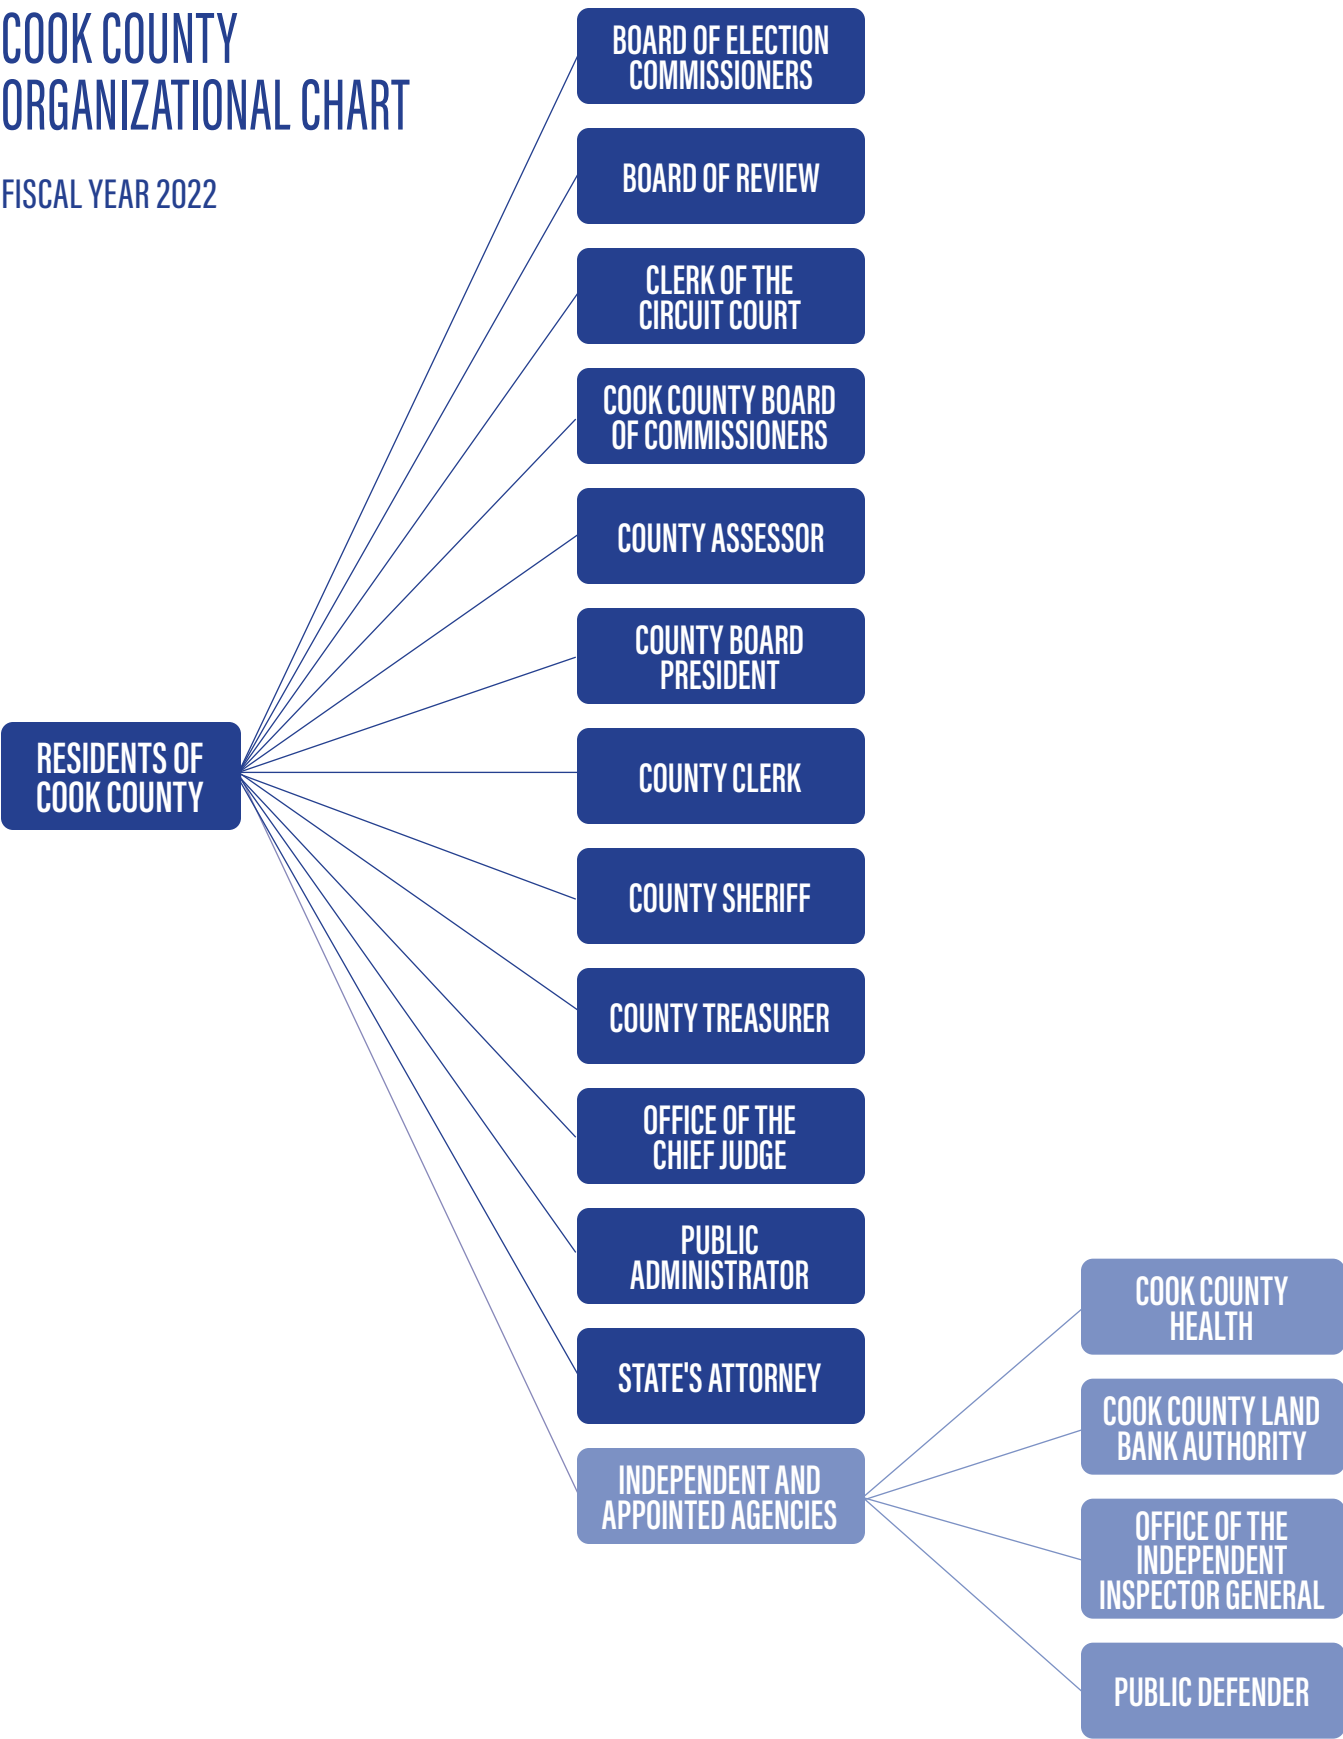 COOK COUNTY
ORGANIZATIONAL CHART
FISCAL YEAR 2022
BOARD OF ELECTION
COMMISSIONERS
BOARD OF REVIEW
CLERK OF THE
CIRCUIT COURT
COOK COUNTY BOARD
OF COMMISSIONERS
COUNTY ASSESSOR
COUNTY BOARD
PRESIDENT
RESIDENTS OF
COOK COUNTY
COUNTY CLERK
COUNTY SHERIFF
COUNTY TREASURER
OFFICE OF THE
CHIEF JUDGE
PUBLIC
ADMINISTRATOR
STATE'S ATTORNEY
INDEPENDENT AND
APPOINTED AGENCIES
COOK COUNTY
HEALTH
COOK COUNTY LAND
BANK AUTHORITY
OFFICE OF THE
INDEPENDENT
INSPECTOR GENERAL
PUBLIC DEFENDER